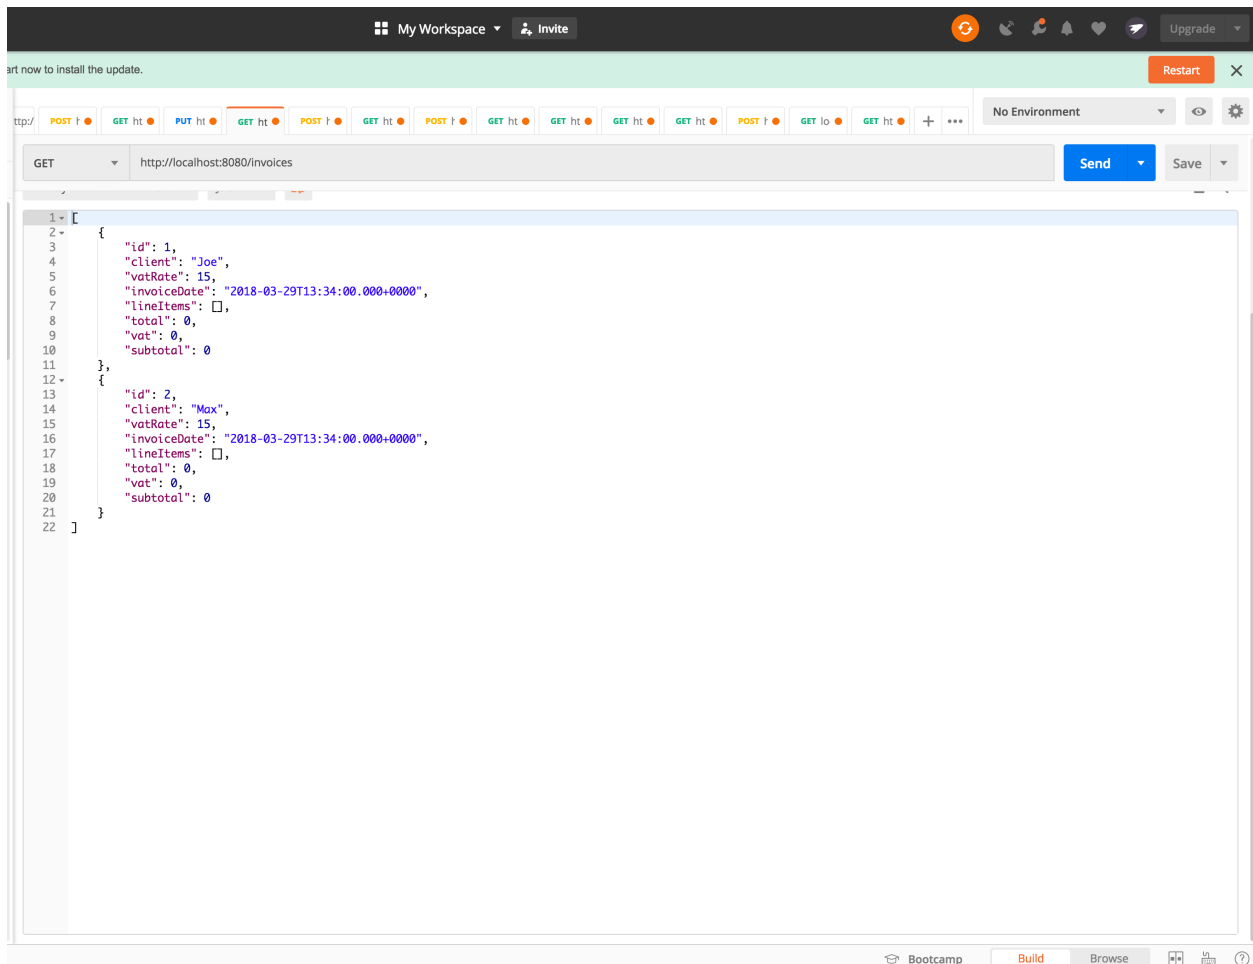 My Workspace Invite Upgrade
art now to install the update. Restart
ttp:/ POST GET ht PUT ht GET ht POST GET ht POST GET ht GET ht GET ht GET ht POST GET lo GET ht + •••
No Environment
GET http://localhost:8080/invoices Send Save
1 [
2 {
3 "id": 1,
4 "client": "Joe",
5 "vatRate": 15,
6 "invoiceDate": "2018-03-29T13:34:00.000+0000",
7 "lineItems": [],
8 "total": 0,
9 "vat": 0,
10 "subtotal": 0
11 },
12 {
13 "id": 2,
14 "client": "Max",
15 "vatRate": 15,
16 "invoiceDate": "2018-03-29T13:34:00.000+0000",
17 "lineItems": [],
18 "total": 0,
19 "vat": 0,
20 "subtotal": 0
21 }
22 ]
Bootcamp Build Browse